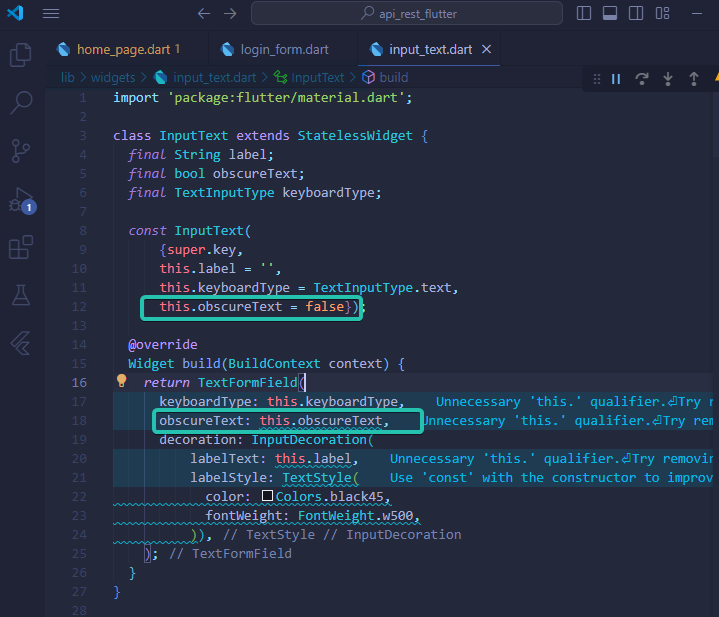 api_rest_flutter
home_page.dart 1
login_form.dart
input_text.dart
lib > widgets > input_text.dart > InputText > build
1 import 'package:flutter/material.dart';
2
3 class InputText extends StatelessWidget {
4 final String label;
5 final bool obscureText;
6 final TextInputType keyboardType;
7
8 const InputText(
9 {super.key,
10 this.label = '',
11 this.keyboardType = TextInputType.text,
12 this.obscureText = false});
13
14 @override
15 Widget build(BuildContext context) {
16 return TextFormField(
17 keyboardType: this.keyboardType, Unnecessary 'this.' qualifier.⏎Try r
18 obscureText: this.obscureText, Unnecessary 'this.' qualifier.⏎Try rem
19 decoration: InputDecoration(
20 labelText: this.label, Unnecessary 'this.' qualifier.⏎Try removin
21 labelStyle: TextStyle( Use 'const' with the constructor to improv
22 color: Colors.black45,
23 fontWeight: FontWeight.w500,
24 )), // TextStyle // InputDecoration
25 ); // TextFormField
26 }
27 }
28
1